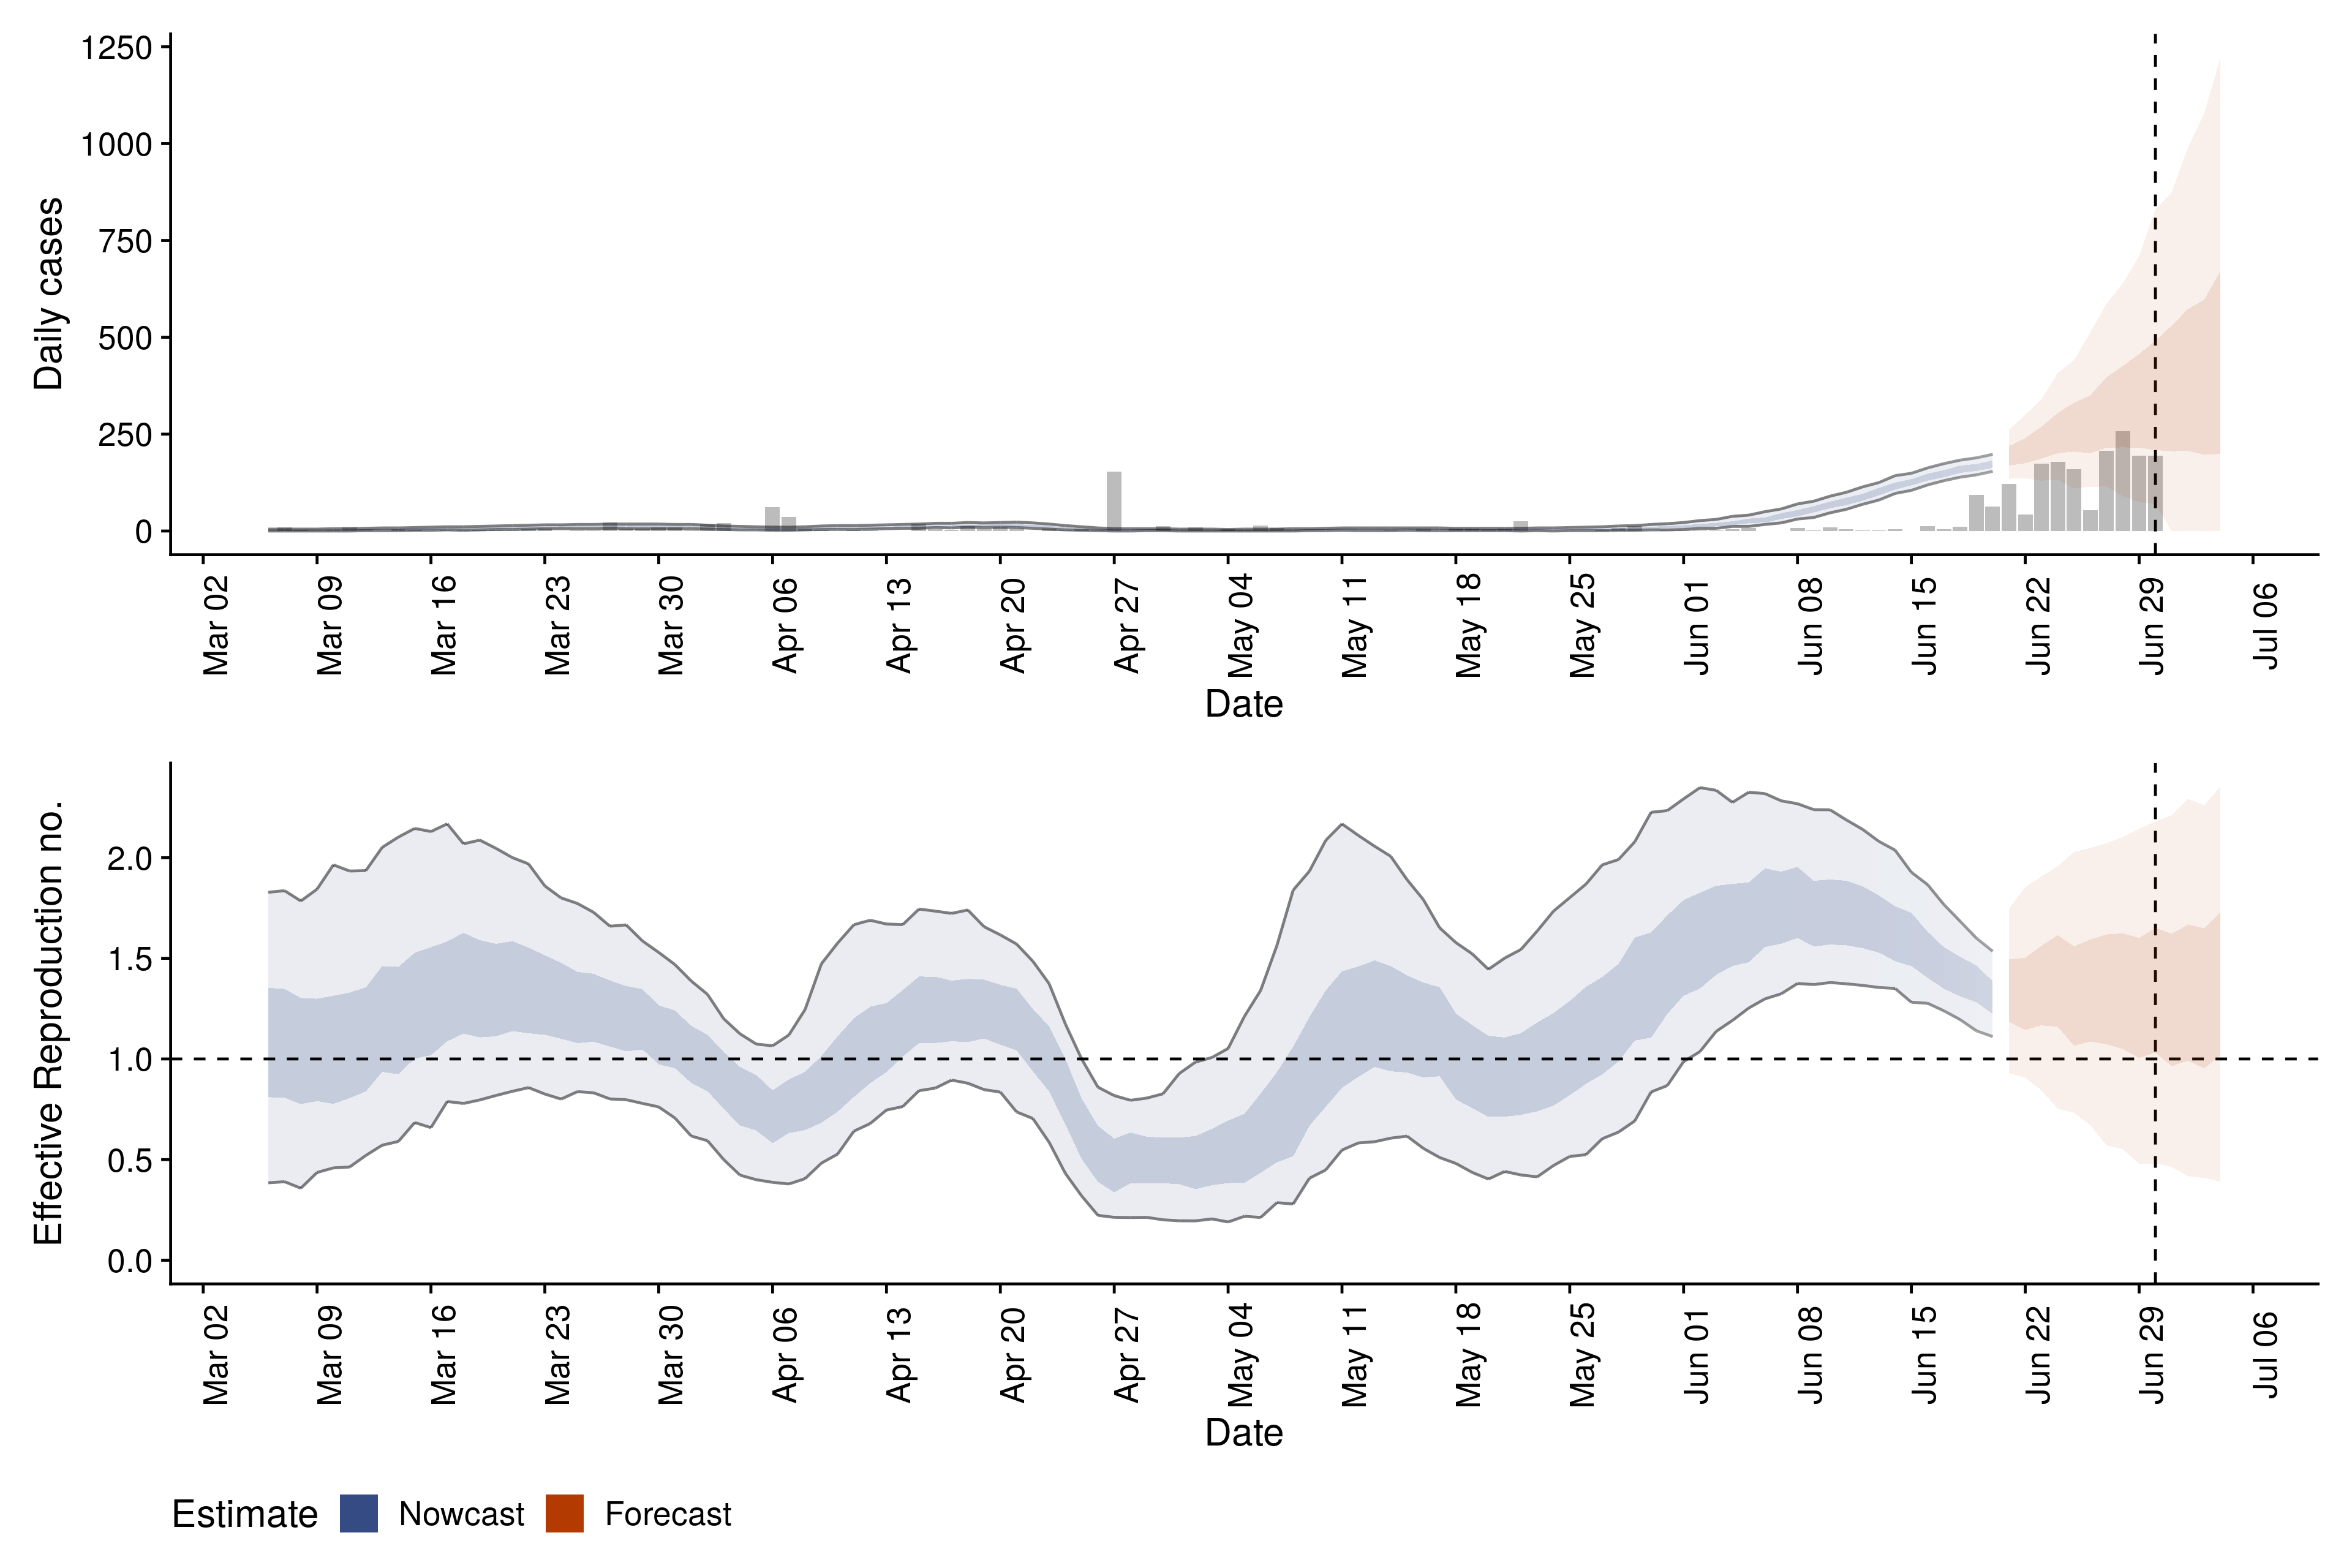 1250
1000
750
500
250
0
Daily cases
Mar 02 Mar 09 Mar 16 Mar 23 Mar 30 Apr 06 Apr 13 Apr 20 Apr 27 May 04 May 11 May 18 May 25 Jun 01 Jun 08 Jun 15 Jun 22 Jun 29 Jul 06
Date
2.0
1.5
1.0
0.5
0.0
Effective Reproduction no.
Mar 02 Mar 09 Mar 16 Mar 23 Mar 30 Apr 06 Apr 13 Apr 20 Apr 27 May 04 May 11 May 18 May 25 Jun 01 Jun 08 Jun 15 Jun 22 Jun 29 Jul 06
Date
Estimate Nowcast Forecast